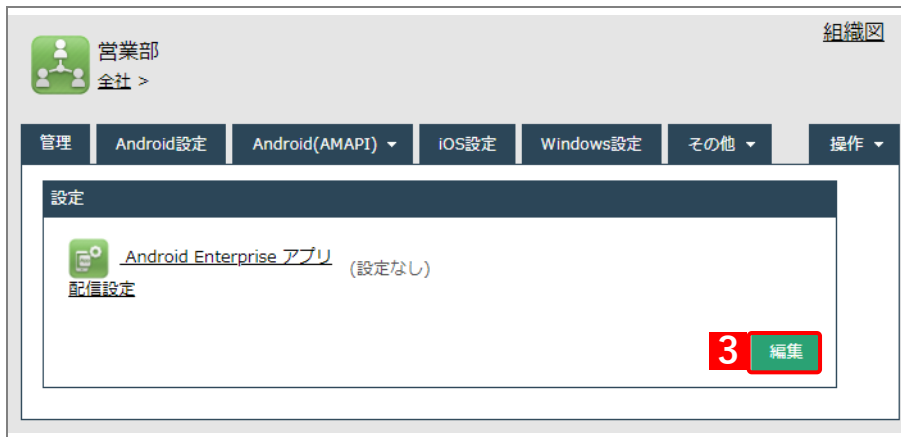 組織図
営業部
全社 >
管理 Android設定 Android(AMAPI) ▼ iOS設定 Windows設定 その他 ▼ 操作 ▼
設定
Android Enterprise アプリ (設定なし)
配信設定
3 編集